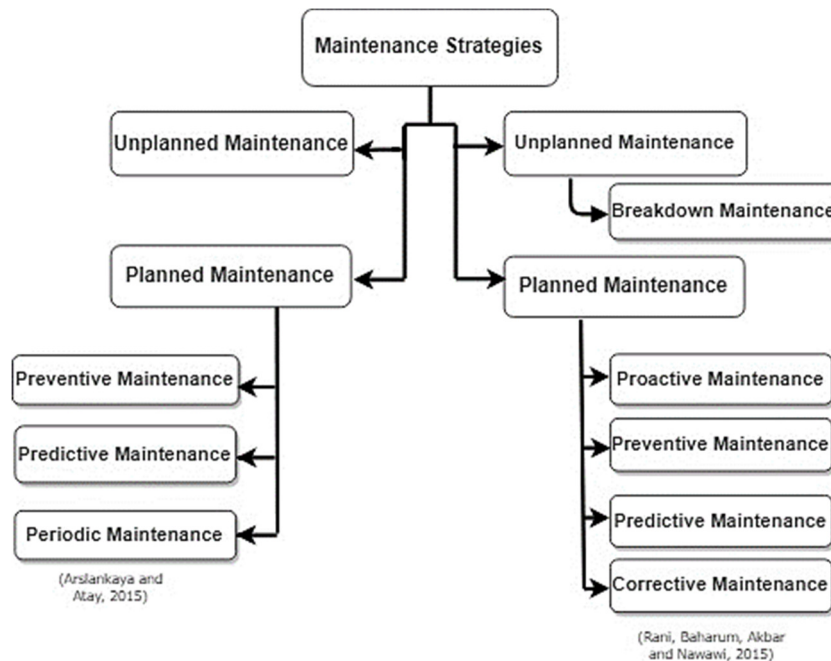 Maintenance Strategies
Unplanned Maintenance
Unplanned Maintenance
Breakdown Maintenance
Planned Maintenance
Planned Maintenance
Preventive Maintenance
Predictive Maintenance
Periodic Maintenance
(Arslankaya and
Atay, 2015)
Proactive Maintenance
Preventive Maintenance
Predictive Maintenance
Corrective Maintenance
(Rani, Baharum, Akbar
and Nawawi, 2015)